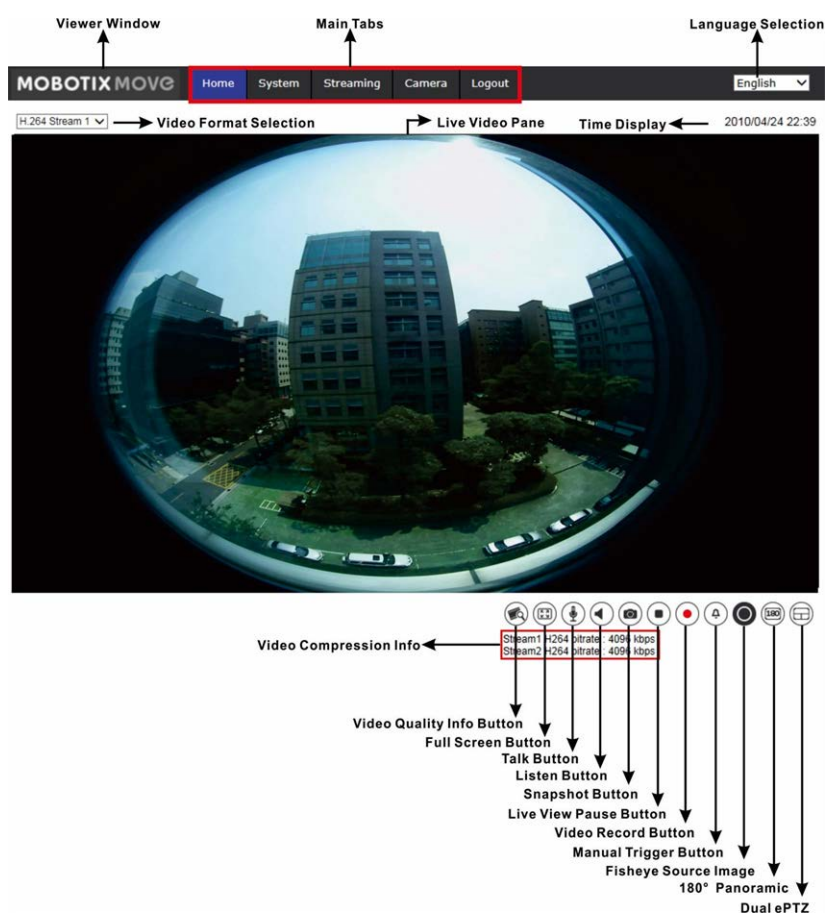 Viewer Window Main Tabs Language Selection
MOBOTIX MOVE Home System Streaming Camera Logout English
H.264 Stream 1 Video Format Selection Live Video Pane Time Display 2010/04/24 22:39
180
Video Compression Info Stream1 H264 bitrate : 4096 kbps
Stream2 H264 bitrate : 4096 kbps
Video Quality Info Button
Full Screen Button
Talk Button
Listen Button
Snapshot Button
Live View Pause Button
Video Record Button
Manual Trigger Button
Fisheye Source Image
180° Panoramic
Dual ePTZ